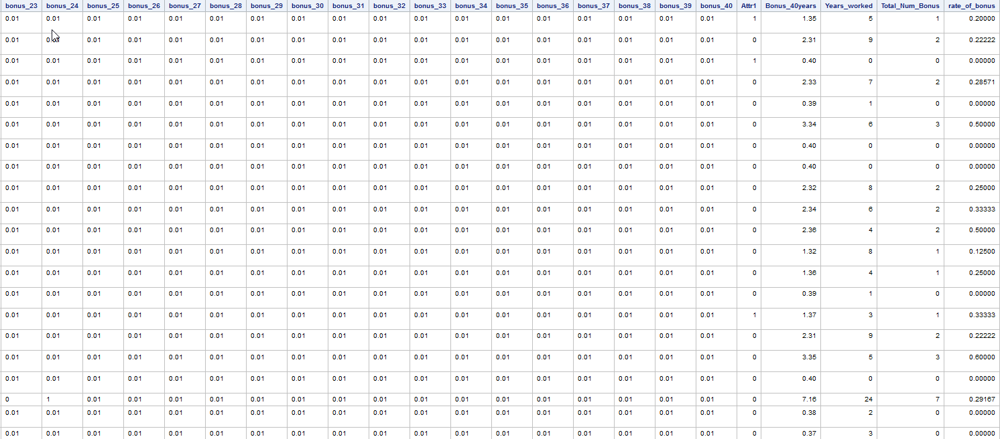 bonus_23 bonus_24 bonus_25 bonus_26 bonus_27 bonus_28 bonus_29 bonus_30 bonus_31 bonus_32 bonus_33 bonus_34 bonus_35 bonus_36 bonus_37 bonus_38 bonus_39 bonus_40 Attr1 Bonus_40years Years_worked Total_Num_Bonus rate_of_bonus
0.01 0.01 0.01 0.01 0.01 0.01 0.01 0.01 0.01 0.01 0.01 0.01 0.01 0.01 0.01 0.01 0.01 0.01 1 1.35 5 1 0.20000
0.01 0.01 0.01 0.01 0.01 0.01 0.01 0.01 0.01 0.01 0.01 0.01 0.01 0.01 0.01 0.01 0.01 0.01 0 2.31 9 2 0.22222
0.01 0.01 0.01 0.01 0.01 0.01 0.01 0.01 0.01 0.01 0.01 0.01 0.01 0.01 0.01 0.01 0.01 0.01 1 0.40 0 0 0.00000
0.01 0.01 0.01 0.01 0.01 0.01 0.01 0.01 0.01 0.01 0.01 0.01 0.01 0.01 0.01 0.01 0.01 0.01 0 2.33 7 2 0.28571
0.01 0.01 0.01 0.01 0.01 0.01 0.01 0.01 0.01 0.01 0.01 0.01 0.01 0.01 0.01 0.01 0.01 0.01 0 0.39 1 0 0.00000
0.01 0.01 0.01 0.01 0.01 0.01 0.01 0.01 0.01 0.01 0.01 0.01 0.01 0.01 0.01 0.01 0.01 0.01 0 3.34 6 3 0.50000
0.01 0.01 0.01 0.01 0.01 0.01 0.01 0.01 0.01 0.01 0.01 0.01 0.01 0.01 0.01 0.01 0.01 0.01 0 0.40 0 0 0.00000
0.01 0.01 0.01 0.01 0.01 0.01 0.01 0.01 0.01 0.01 0.01 0.01 0.01 0.01 0.01 0.01 0.01 0.01 0 0.40 0 0 0.00000
0.01 0.01 0.01 0.01 0.01 0.01 0.01 0.01 0.01 0.01 0.01 0.01 0.01 0.01 0.01 0.01 0.01 0.01 0 2.32 8 2 0.25000
0.01 0.01 0.01 0.01 0.01 0.01 0.01 0.01 0.01 0.01 0.01 0.01 0.01 0.01 0.01 0.01 0.01 0.01 0 2.34 6 2 0.33333
0.01 0.01 0.01 0.01 0.01 0.01 0.01 0.01 0.01 0.01 0.01 0.01 0.01 0.01 0.01 0.01 0.01 0.01 0 2.36 4 2 0.50000
0.01 0.01 0.01 0.01 0.01 0.01 0.01 0.01 0.01 0.01 0.01 0.01 0.01 0.01 0.01 0.01 0.01 0.01 0 1.32 8 1 0.12500
0.01 0.01 0.01 0.01 0.01 0.01 0.01 0.01 0.01 0.01 0.01 0.01 0.01 0.01 0.01 0.01 0.01 0.01 0 1.36 4 1 0.25000
0.01 0.01 0.01 0.01 0.01 0.01 0.01 0.01 0.01 0.01 0.01 0.01 0.01 0.01 0.01 0.01 0.01 0.01 0 0.39 1 0 0.00000
0.01 0.01 0.01 0.01 0.01 0.01 0.01 0.01 0.01 0.01 0.01 0.01 0.01 0.01 0.01 0.01 0.01 0.01 1 1.37 3 1 0.33333
0.01 0.01 0.01 0.01 0.01 0.01 0.01 0.01 0.01 0.01 0.01 0.01 0.01 0.01 0.01 0.01 0.01 0.01 0 2.31 9 2 0.22222
0.01 0.01 0.01 0.01 0.01 0.01 0.01 0.01 0.01 0.01 0.01 0.01 0.01 0.01 0.01 0.01 0.01 0.01 0 3.35 5 3 0.60000
0.01 0.01 0.01 0.01 0.01 0.01 0.01 0.01 0.01 0.01 0.01 0.01 0.01 0.01 0.01 0.01 0.01 0.01 0 0.40 0 0 0.00000
0 1 0.01 0.01 0.01 0.01 0.01 0.01 0.01 0.01 0.01 0.01 0.01 0.01 0.01 0.01 0.01 0.01 0 7.16 24 7 0.29167
0.01 0.01 0.01 0.01 0.01 0.01 0.01 0.01 0.01 0.01 0.01 0.01 0.01 0.01 0.01 0.01 0.01 0.01 0 0.38 2 0 0.00000
0.01 0.01 0.01 0.01 0.01 0.01 0.01 0.01 0.01 0.01 0.01 0.01 0.01 0.01 0.01 0.01 0.01 0.01 0 0.37 3 0 0.00000